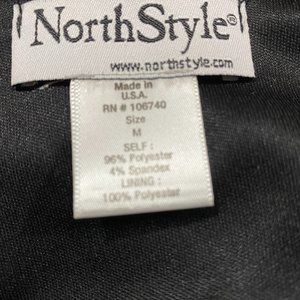 NorthStyle®
www.northstyle.com
Made in
U.S.A.
RN # 106740
Size
M
SELF :
96% Polyester
4% Spandex
LINING :
100% Polyester